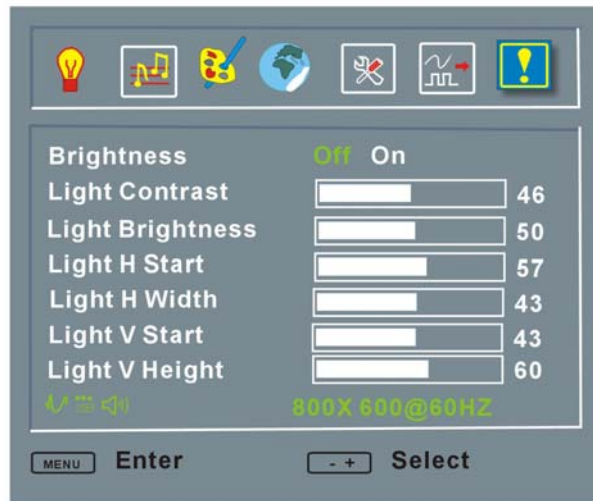 Brightness Off On
Light Contrast 46
Light Brightness 50
Light H Start 57
Light H Width 43
Light V Start 43
Light V Height 60
800X 600@60HZ
MENU Enter - + Select